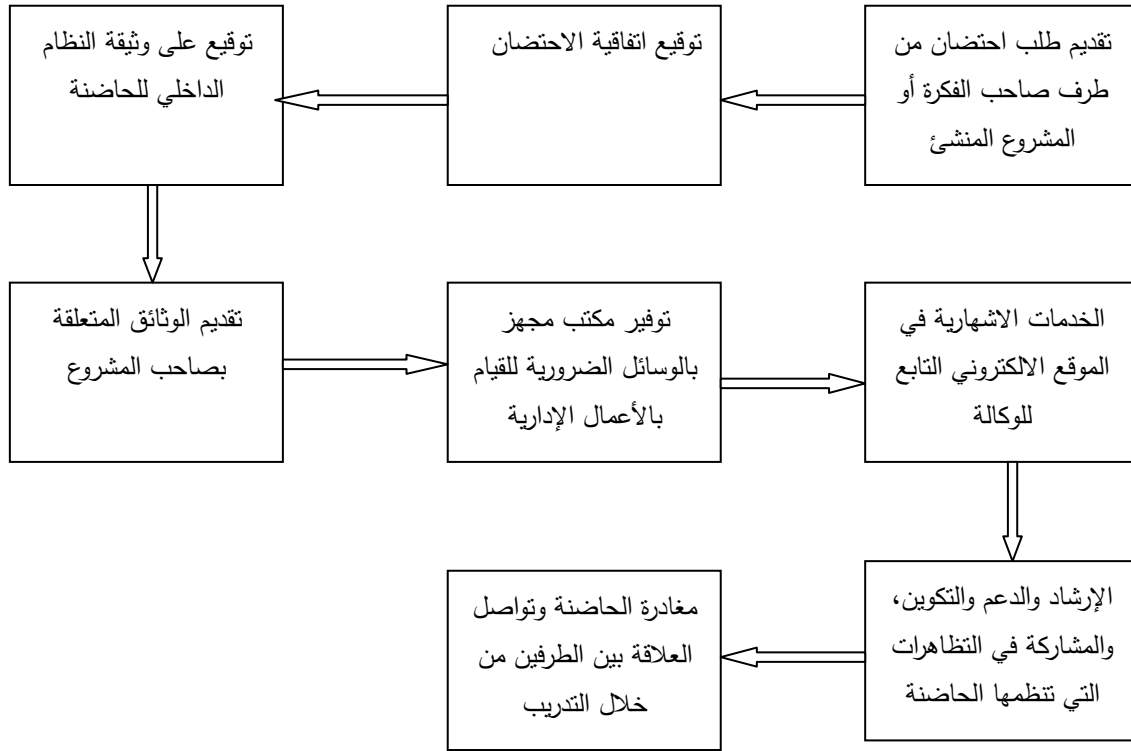 تقديم طلب احتضان من
طرف صاحب الفكرة أو
المشروع المنشئ
توقيع اتفاقية الاحتضان
توقيع على وثيقة النظام
الداخلي للحاضنة
تقديم الوثائق المتعلقة
بصاحب المشروع
توفير مكتب مجهز
بالوسائل الضرورية للقيام
بالأعمال الإدارية
الخدمات الاشهارية في
الموقع الالكتروني التابع
للوكالة
الإرشاد والدعم والتكوين،
والمشاركة في التظاهرات
التي تنظمها الحاضنة
مغادرة الحاضنة وتواصل
العلاقة بين الطرفين من
خلال التدريب